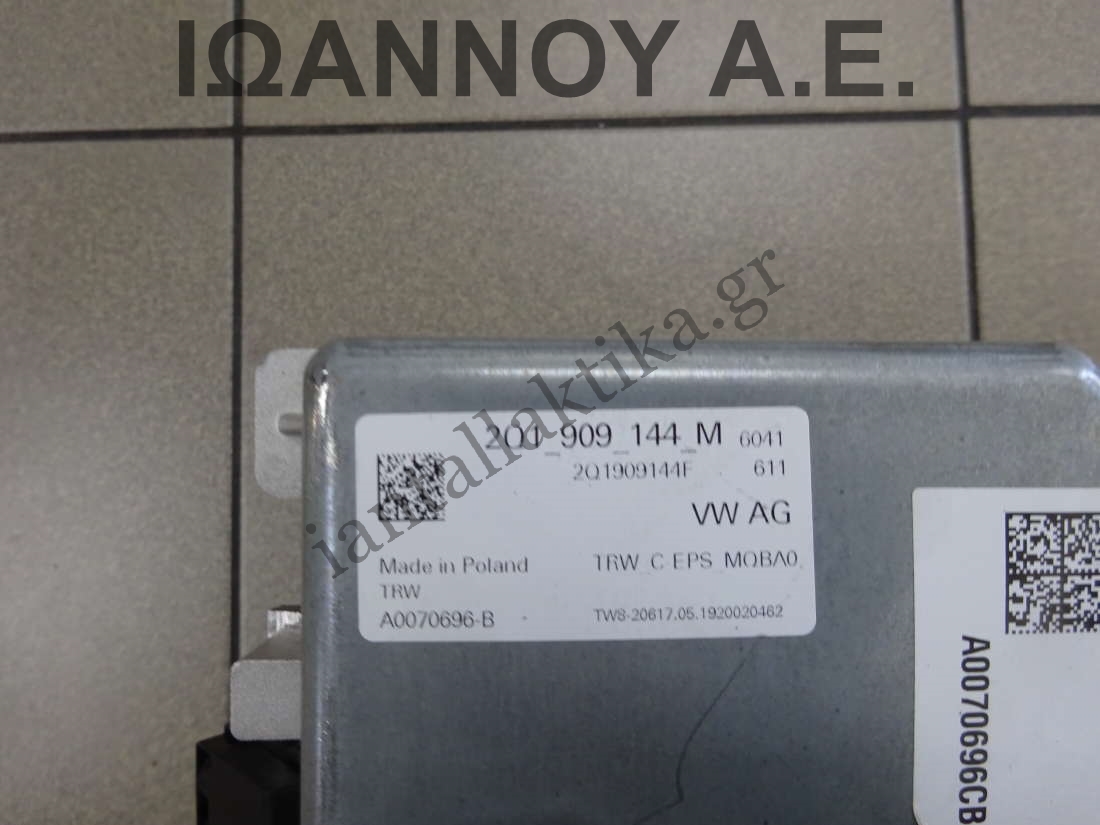 ΙΩΑΝΝΟΥ Α.Ε.
ianallaktika.gr
2Q1 909 144 M 6041
2Q1909144F 611
VW AG
Made in Poland TRW C EPS MQBA0
TRW
A0070696-B TWS-20617.05.1920020462
A0070696CB